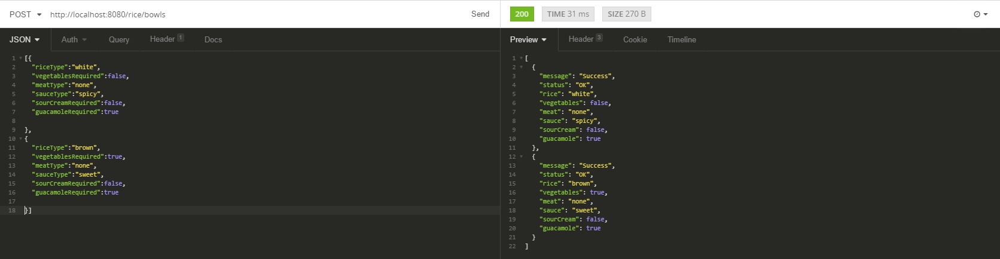 POST http://localhost:8080/rice/bowls Send
200 TIME 31 ms SIZE 270 B
JSON Auth Query Header 1 Docs
Preview Header 3 Cookie Timeline
1 [{
2 "riceType":"white",
3 "vegetablesRequired":false,
4 "meatType":"none",
5 "sauceType":"spicy",
6 "sourCreamRequired":false,
7 "guacamoleRequired":true
8
9 },
10 {
11 "riceType":"brown",
12 "vegetablesRequired":true,
13 "meatType":"none",
14 "sauceType":"sweet",
15 "sourCreamRequired":false,
16 "guacamoleRequired":true
17
18 }]
1 [
2 {
3 "message": "Success",
4 "status": "OK",
5 "rice": "white",
6 "vegetables": false,
7 "meat": "none",
8 "sauce": "spicy",
9 "sourCream": false,
10 "guacamole": true
11 },
12 {
13 "message": "Success",
14 "status": "OK",
15 "rice": "brown",
16 "vegetables": true,
17 "meat": "none",
18 "sauce": "sweet",
19 "sourCream": false,
20 "guacamole": true
21 }
22 ]